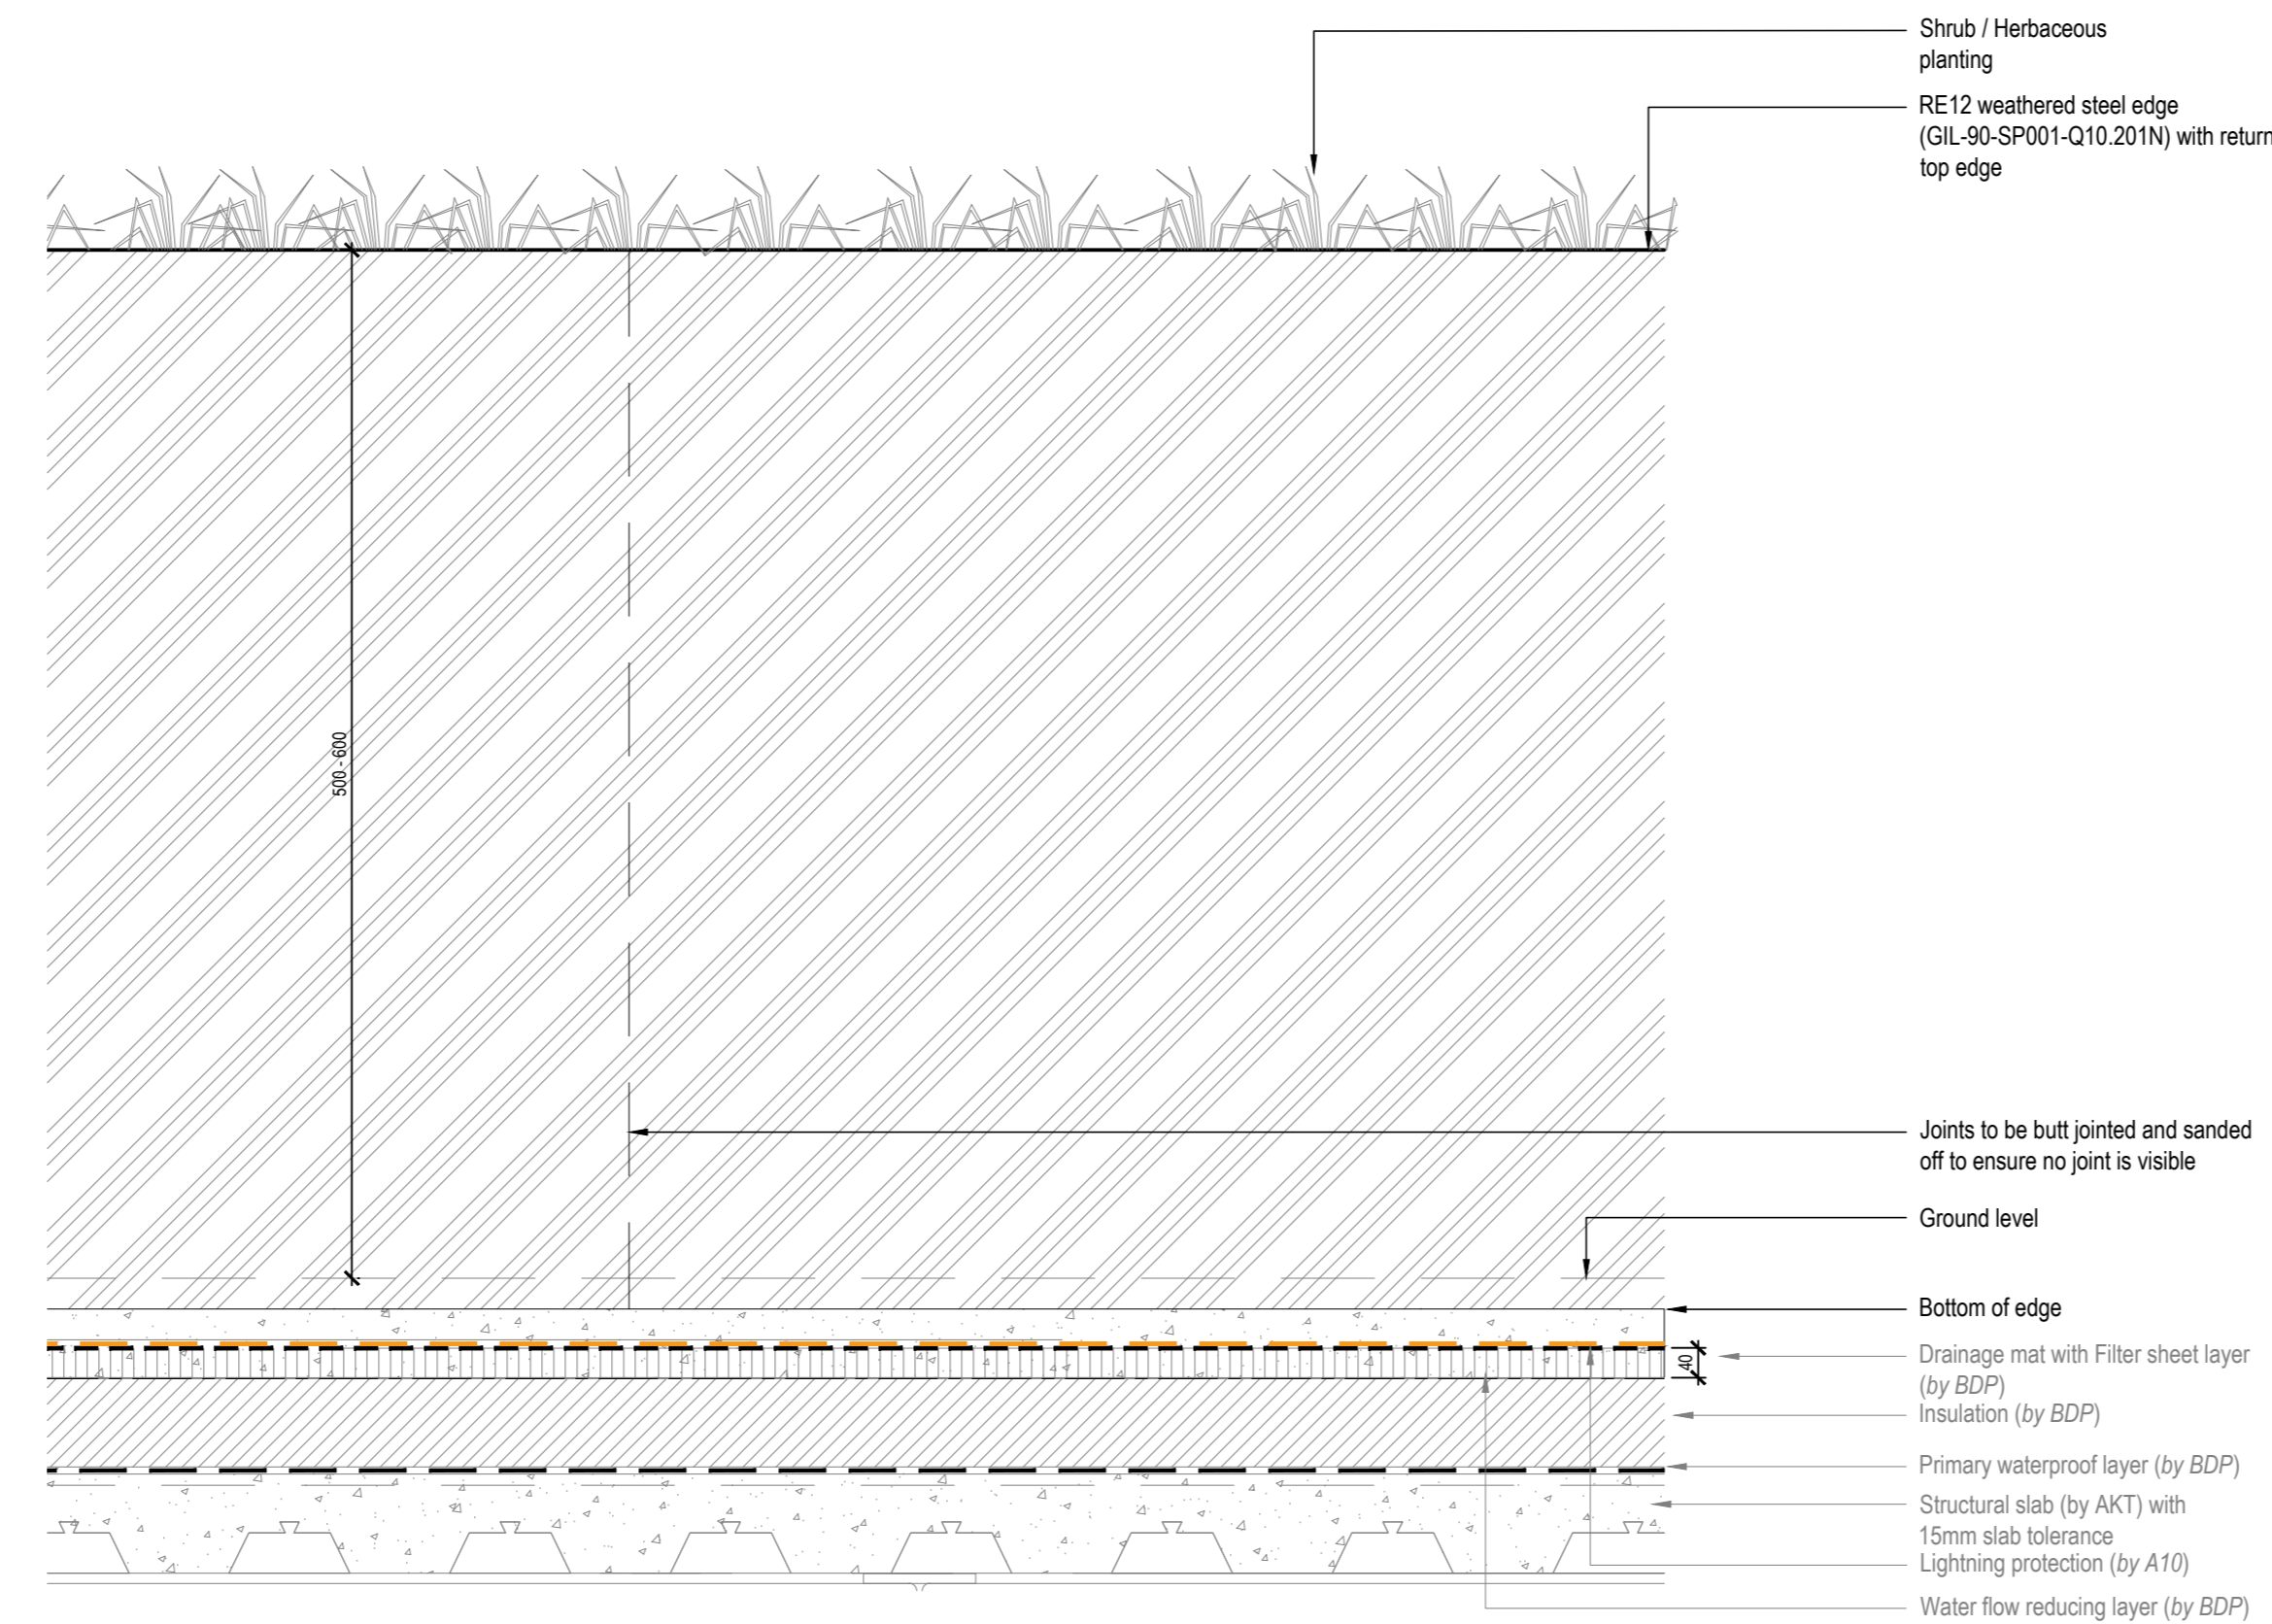 Shrub / Herbaceous
planting
RE12 weathered steel edge
(GIL-90-SP001-Q10.201N) with return
top edge
500 - 600
Joints to be butt jointed and sanded
off to ensure no joint is visible
Ground level
Bottom of edge
40
Drainage mat with Filter sheet layer
(by BDP)
Insulation (by BDP)
Primary waterproof layer (by BDP)
Structural slab (by AKT) with
15mm slab tolerance
Lightning protection (by A10)
Water flow reducing layer (by BDP)